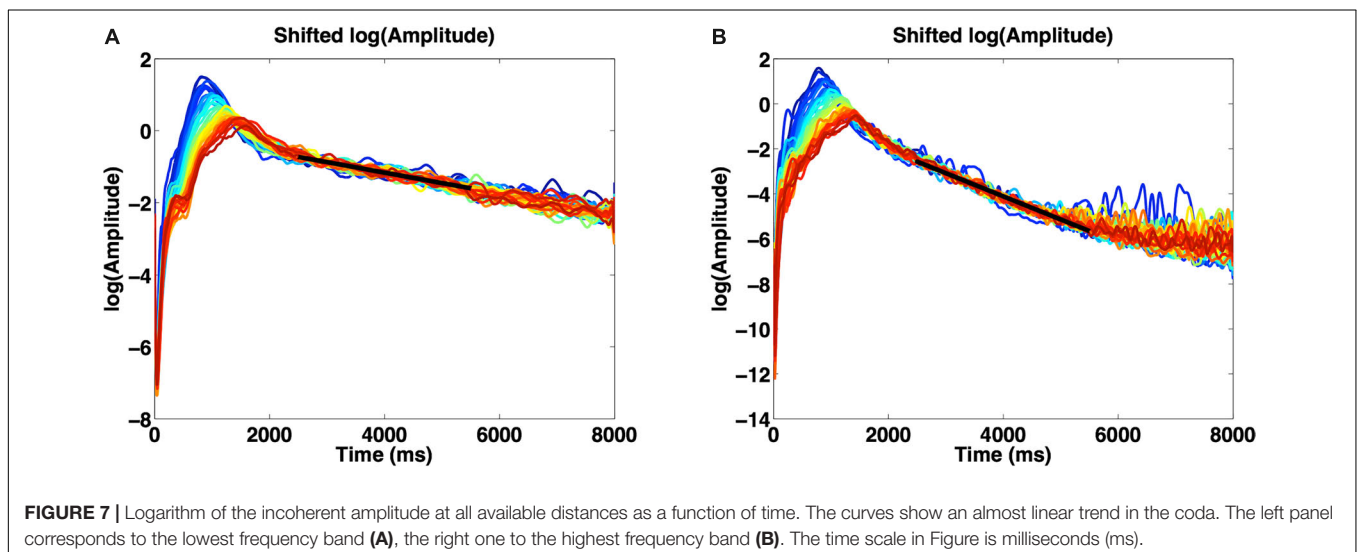 A
Shifted log(Amplitude)
log(Amplitude)
2
0
−2
−4
−6
−8
0
2000
4000
6000
8000
Time (ms)
B
Shifted log(Amplitude)
log(Amplitude)
2
0
−2
−4
−6
−8
−10
−12
−14
0
2000
4000
6000
8000
Time (ms)
FIGURE 7 | Logarithm of the incoherent amplitude at all available distances as a function of time. The curves show an almost linear trend in the coda. The left panel
corresponds to the lowest frequency band (A), the right one to the highest frequency band (B). The time scale in Figure is milliseconds (ms).